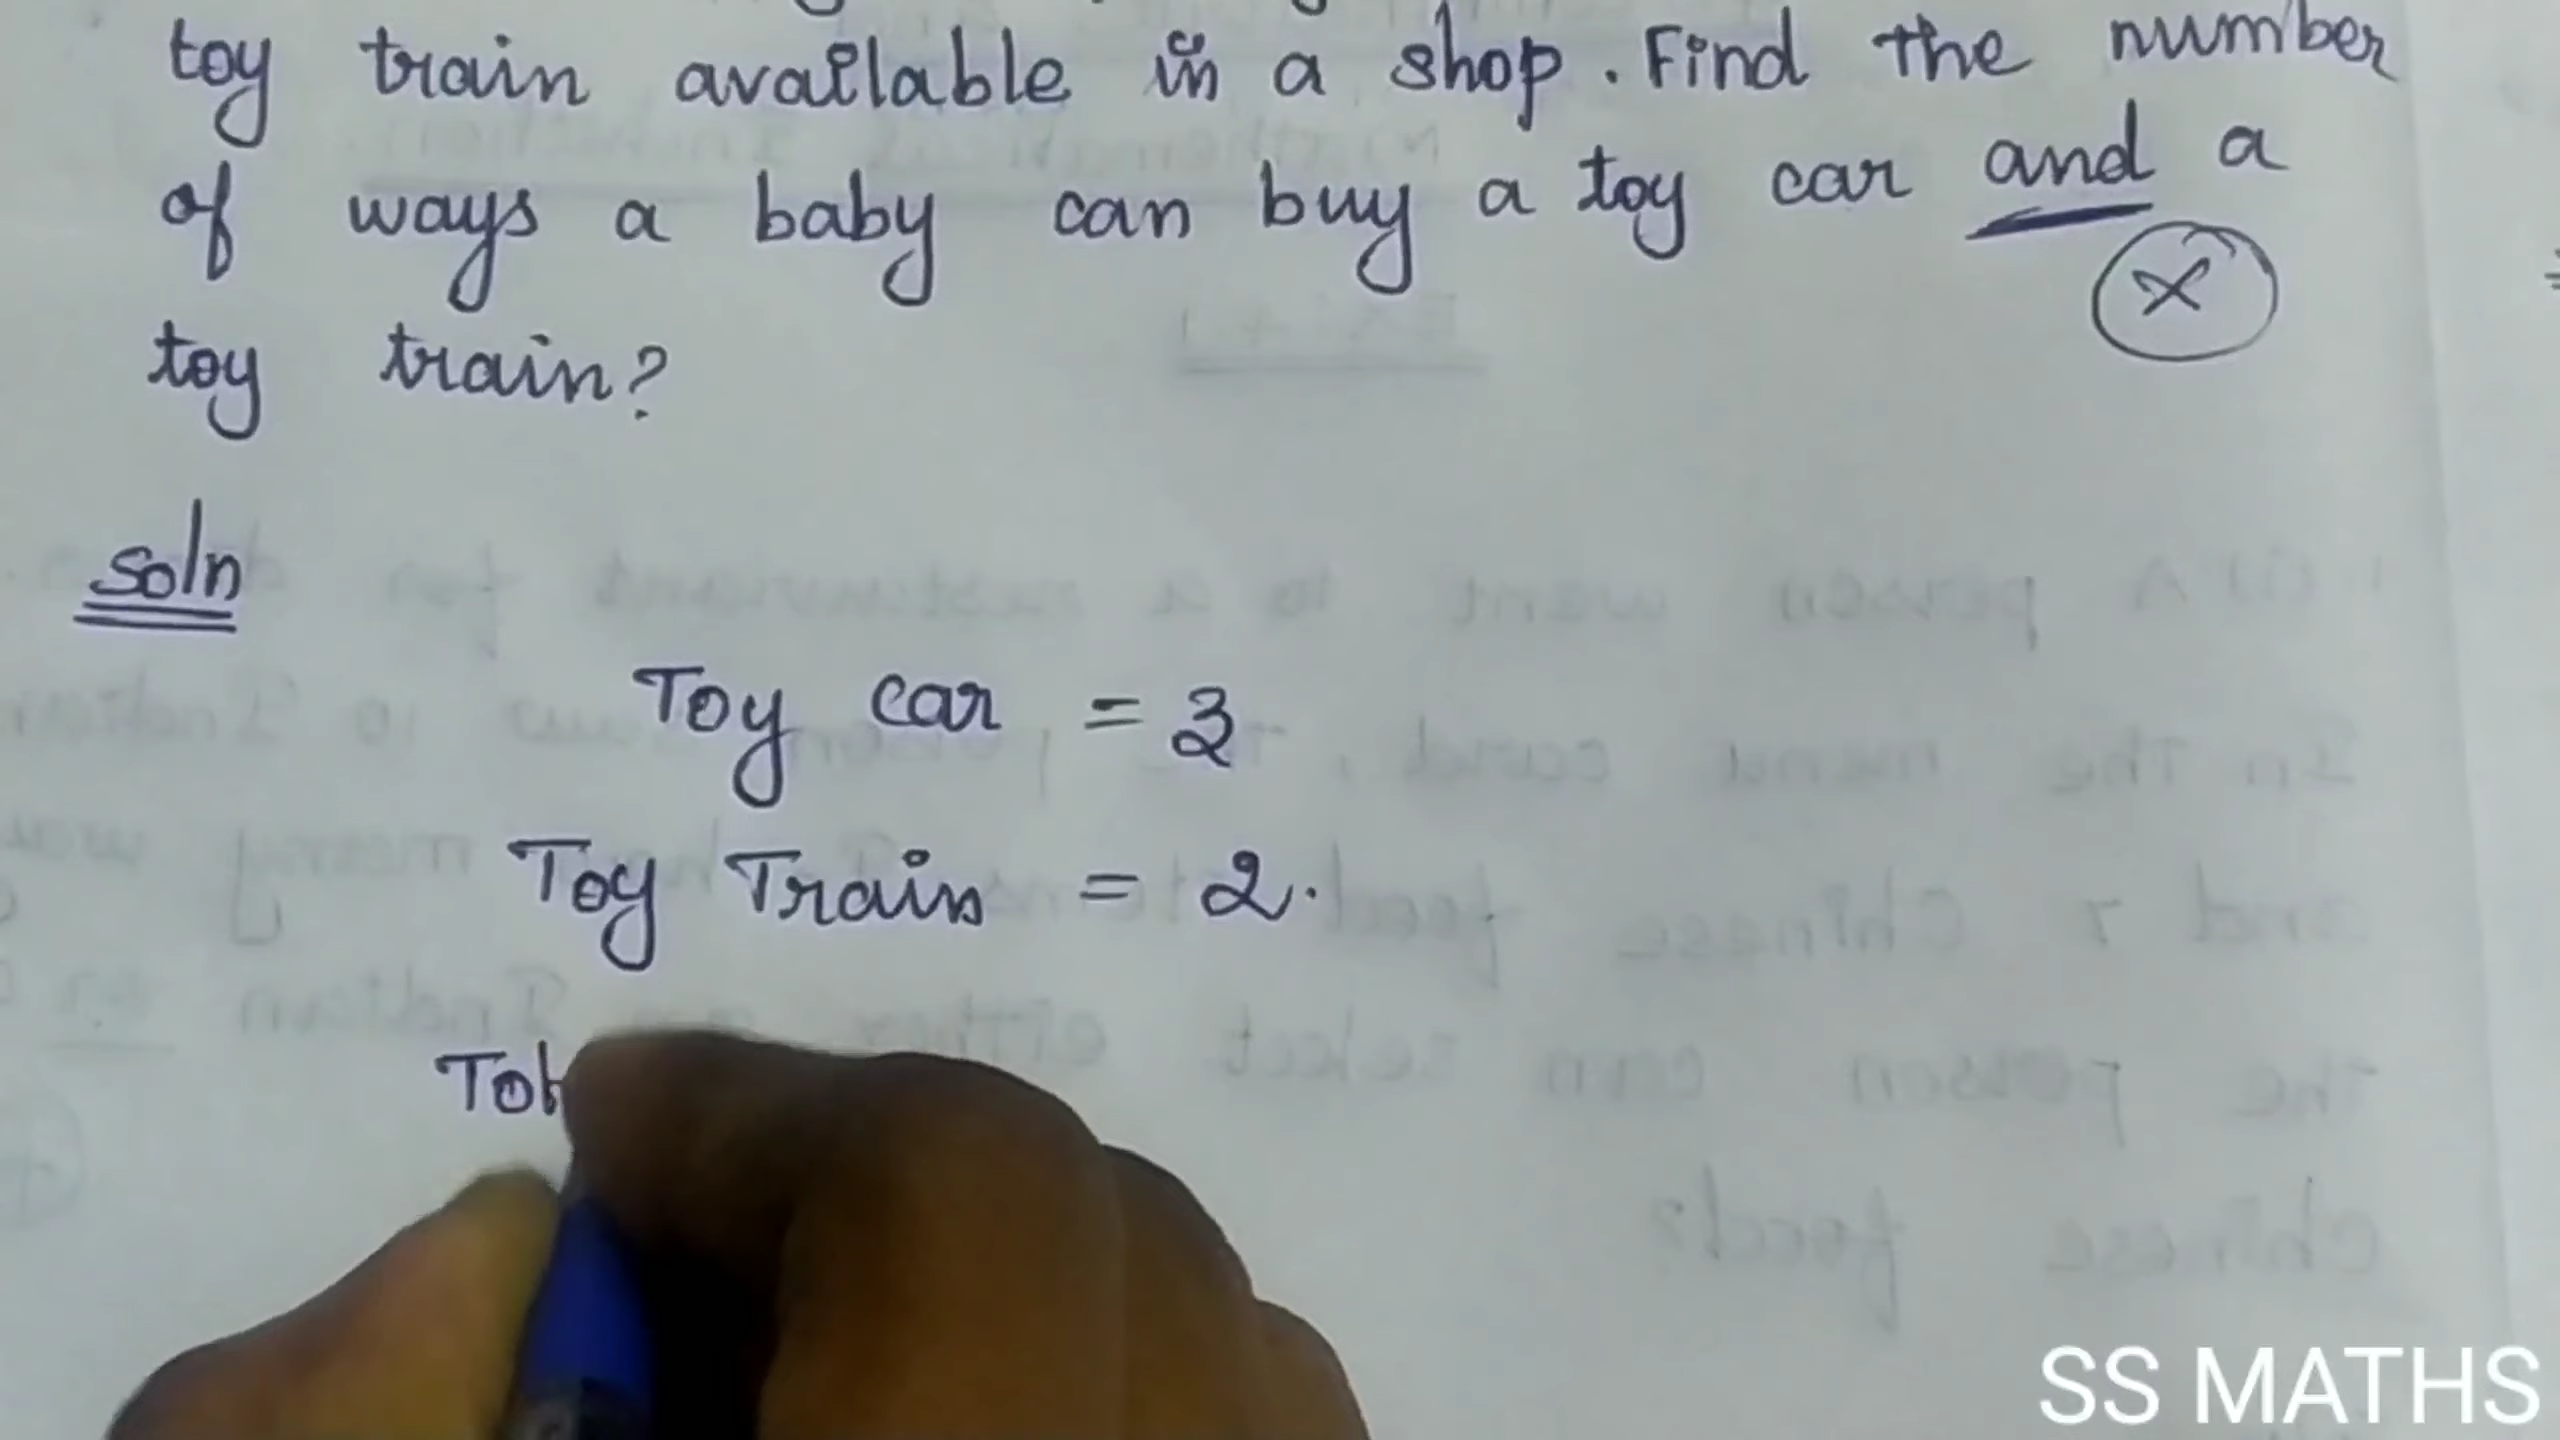 toy train available in a shop. Find the number
of ways a baby can buy a toy car and a
×
toy train?
soln
Toy car = 3
Toy Train = 2.
Tot
SS MATHS